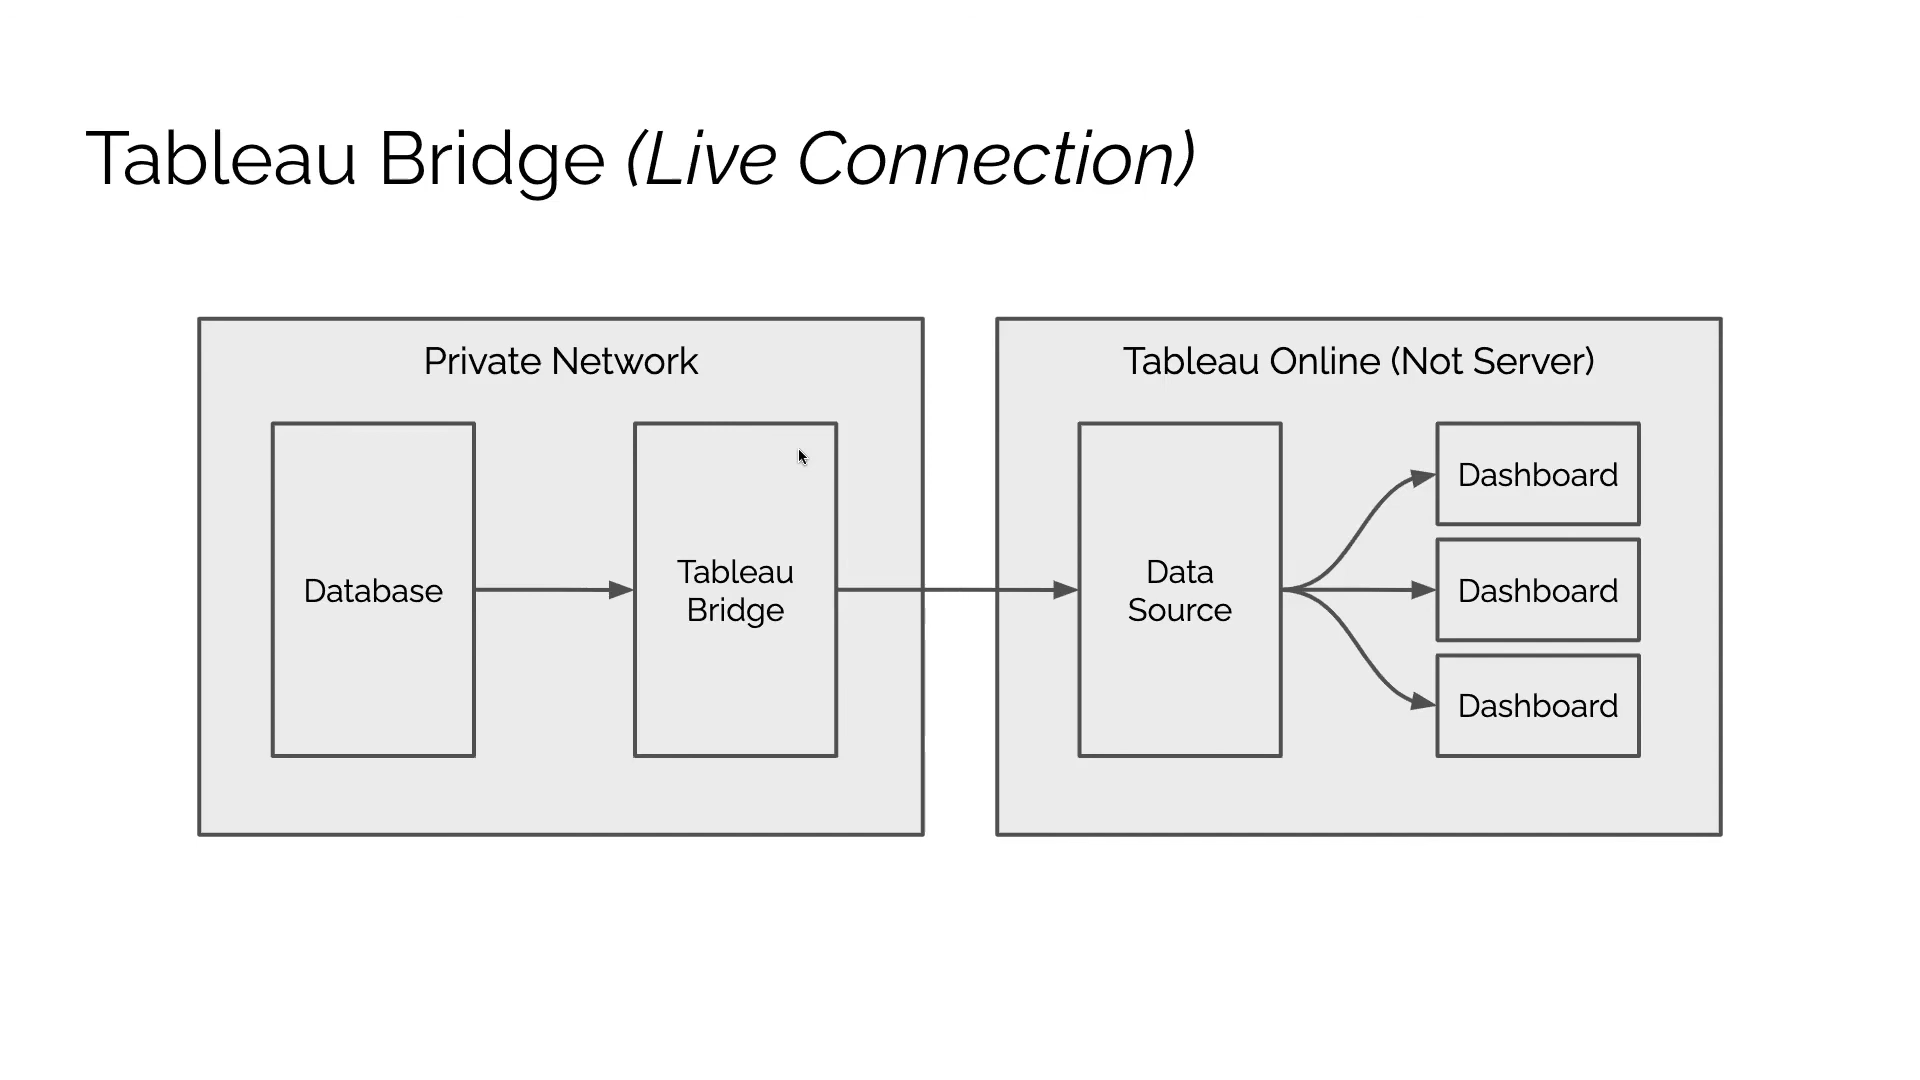 Tableau Bridge (Live Connection)
Private Network
Database
Tableau
Bridge
Tableau Online (Not Server)
Data
Source
Dashboard
Dashboard
Dashboard